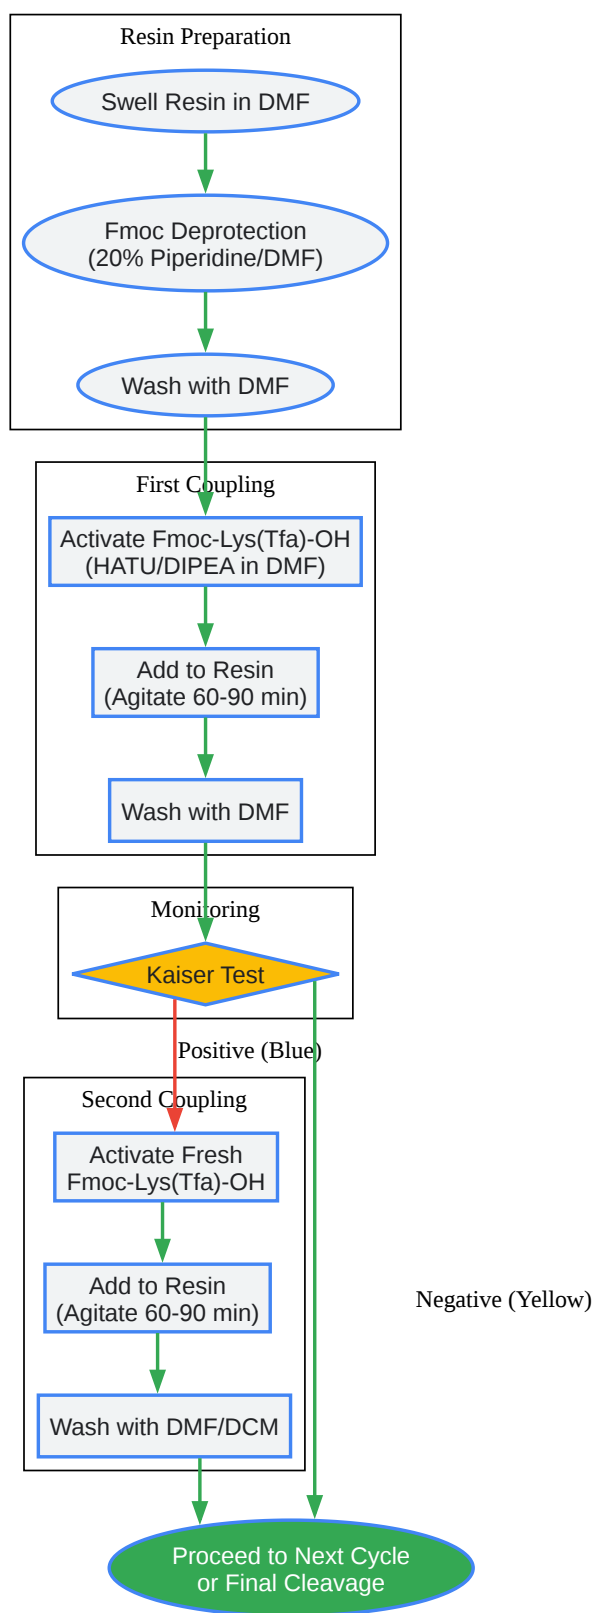 Resin Preparation
Swell Resin in DMF
Fmoc Deprotection
(20% Piperidine/DMF)
Wash with DMF
First Coupling
Activate Fmoc-Lys(Tfa)-OH
(HATU/DIPEA in DMF)
Add to Resin
(Agitate 60-90 min)
Wash with DMF
Monitoring
Kaiser Test
Positive (Blue)
Second Coupling
Activate Fresh
Fmoc-Lys(Tfa)-OH
Add to Resin
(Agitate 60-90 min)
Negative (Yellow)
Wash with DMF/DCM
Proceed to Next Cycle
or Final Cleavage